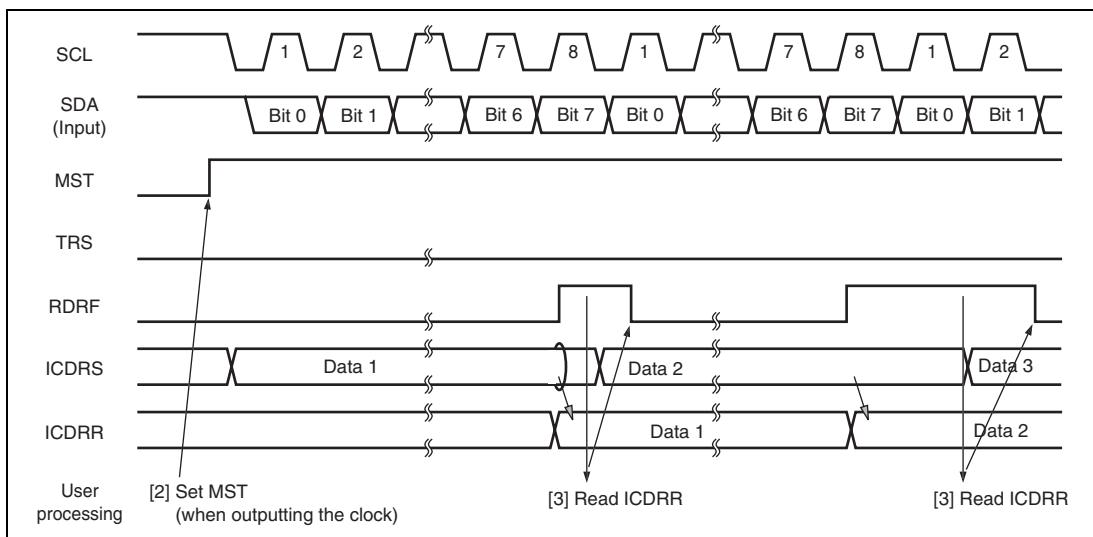 SCL 1 2 7 8 1 7 8 1 2
SDA
(Input)
Bit 0 Bit 1 Bit 6 Bit 7 Bit 0 Bit 6 Bit 7 Bit 0 Bit 1
MST
TRS
RDRF
ICDRS Data 1 Data 2 Data 3
ICDRR Data 1 Data 2
User
processing
[2] Set MST
(when outputting the clock)
[3] Read ICDRR
[3] Read ICDRR